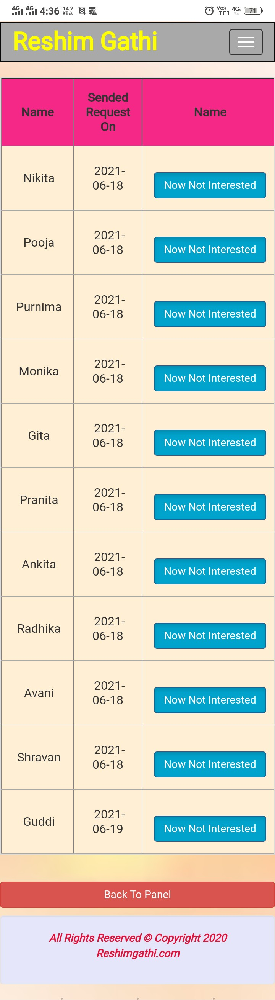 4G 4G 4:36 14.2 KB/s S Vo)) LTE1 4G2 71
Reshim Gathi
Name
Sended
Request
On
Name
Nikita
2021-
06-18
Now Not Interested
Pooja
2021-
06-18
Now Not Interested
Purnima
2021-
06-18
Now Not Interested
Monika
2021-
06-18
Now Not Interested
Gita
2021-
06-18
Now Not Interested
Pranita
2021-
06-18
Now Not Interested
Ankita
2021-
06-18
Now Not Interested
Radhika
2021-
06-18
Now Not Interested
Avani
2021-
06-18
Now Not Interested
Shravan
2021-
06-18
Now Not Interested
Guddi
2021-
06-19
Now Not Interested
Back To Panel
All Rights Reserved © Copyright 2020
Reshimgathi.com